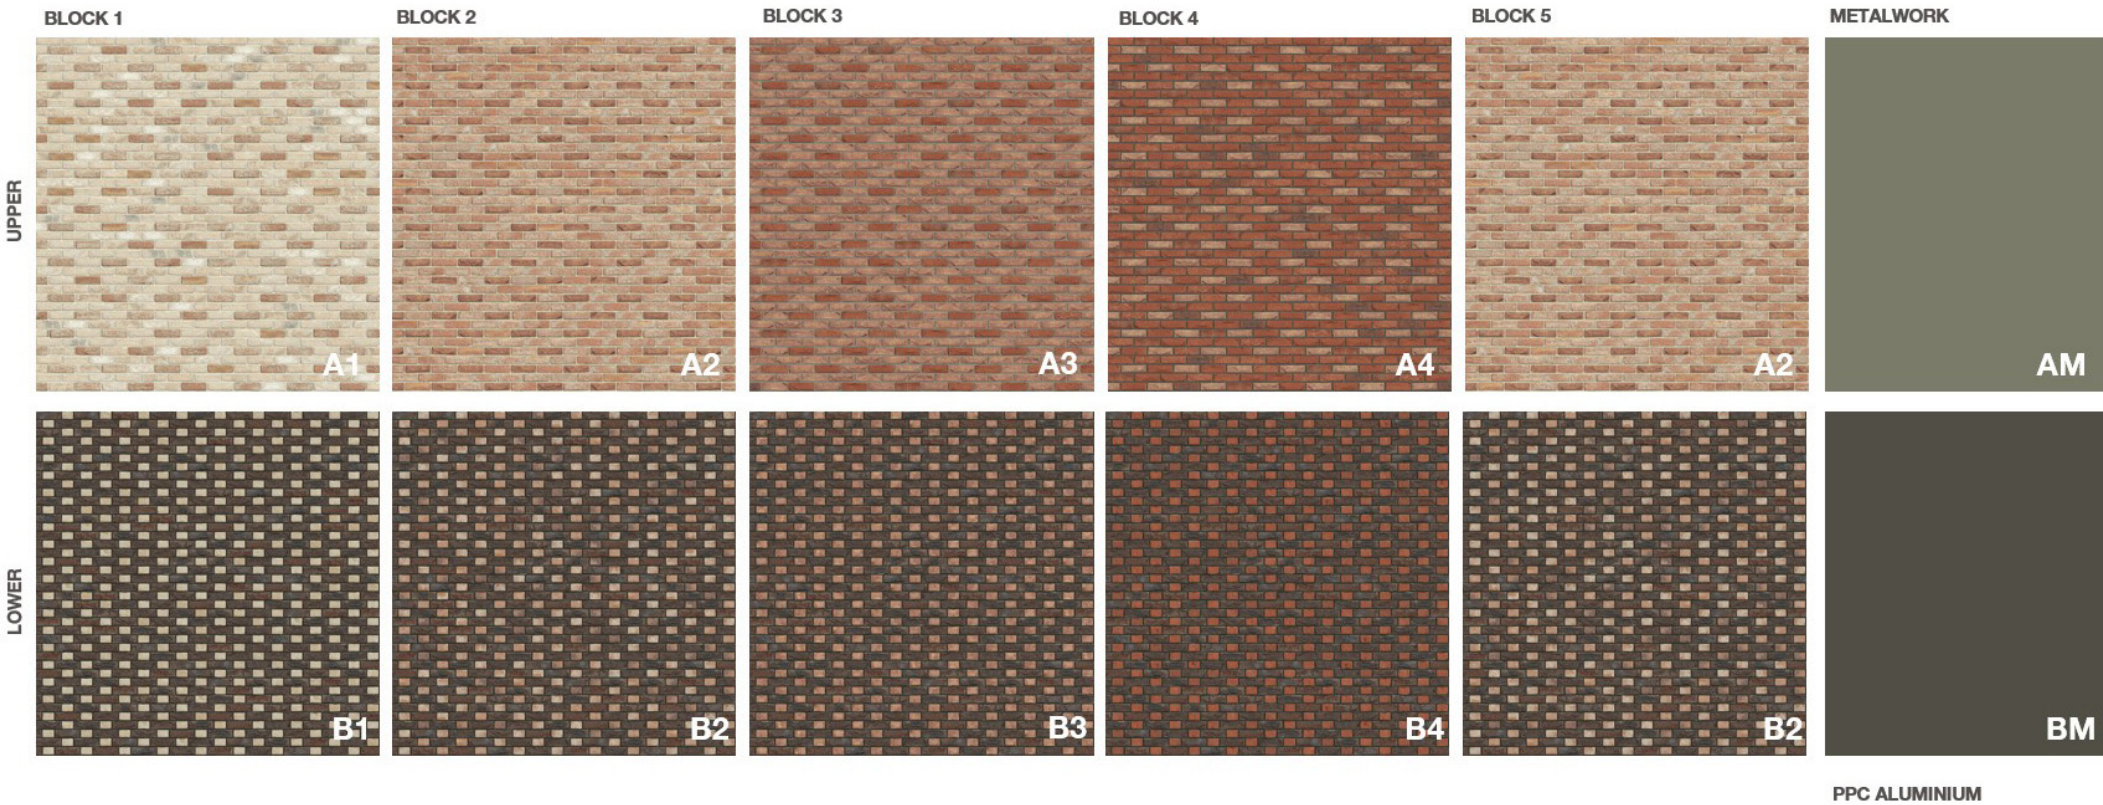 BLOCK 1 BLOCK 2 BLOCK 3 BLOCK 4 BLOCK 5 METALWORK
UPPER
A1 A2 A3 A4 A2 AM
LOWER
B1 B2 B3 B4 B2 BM
PPC ALUMINIUM